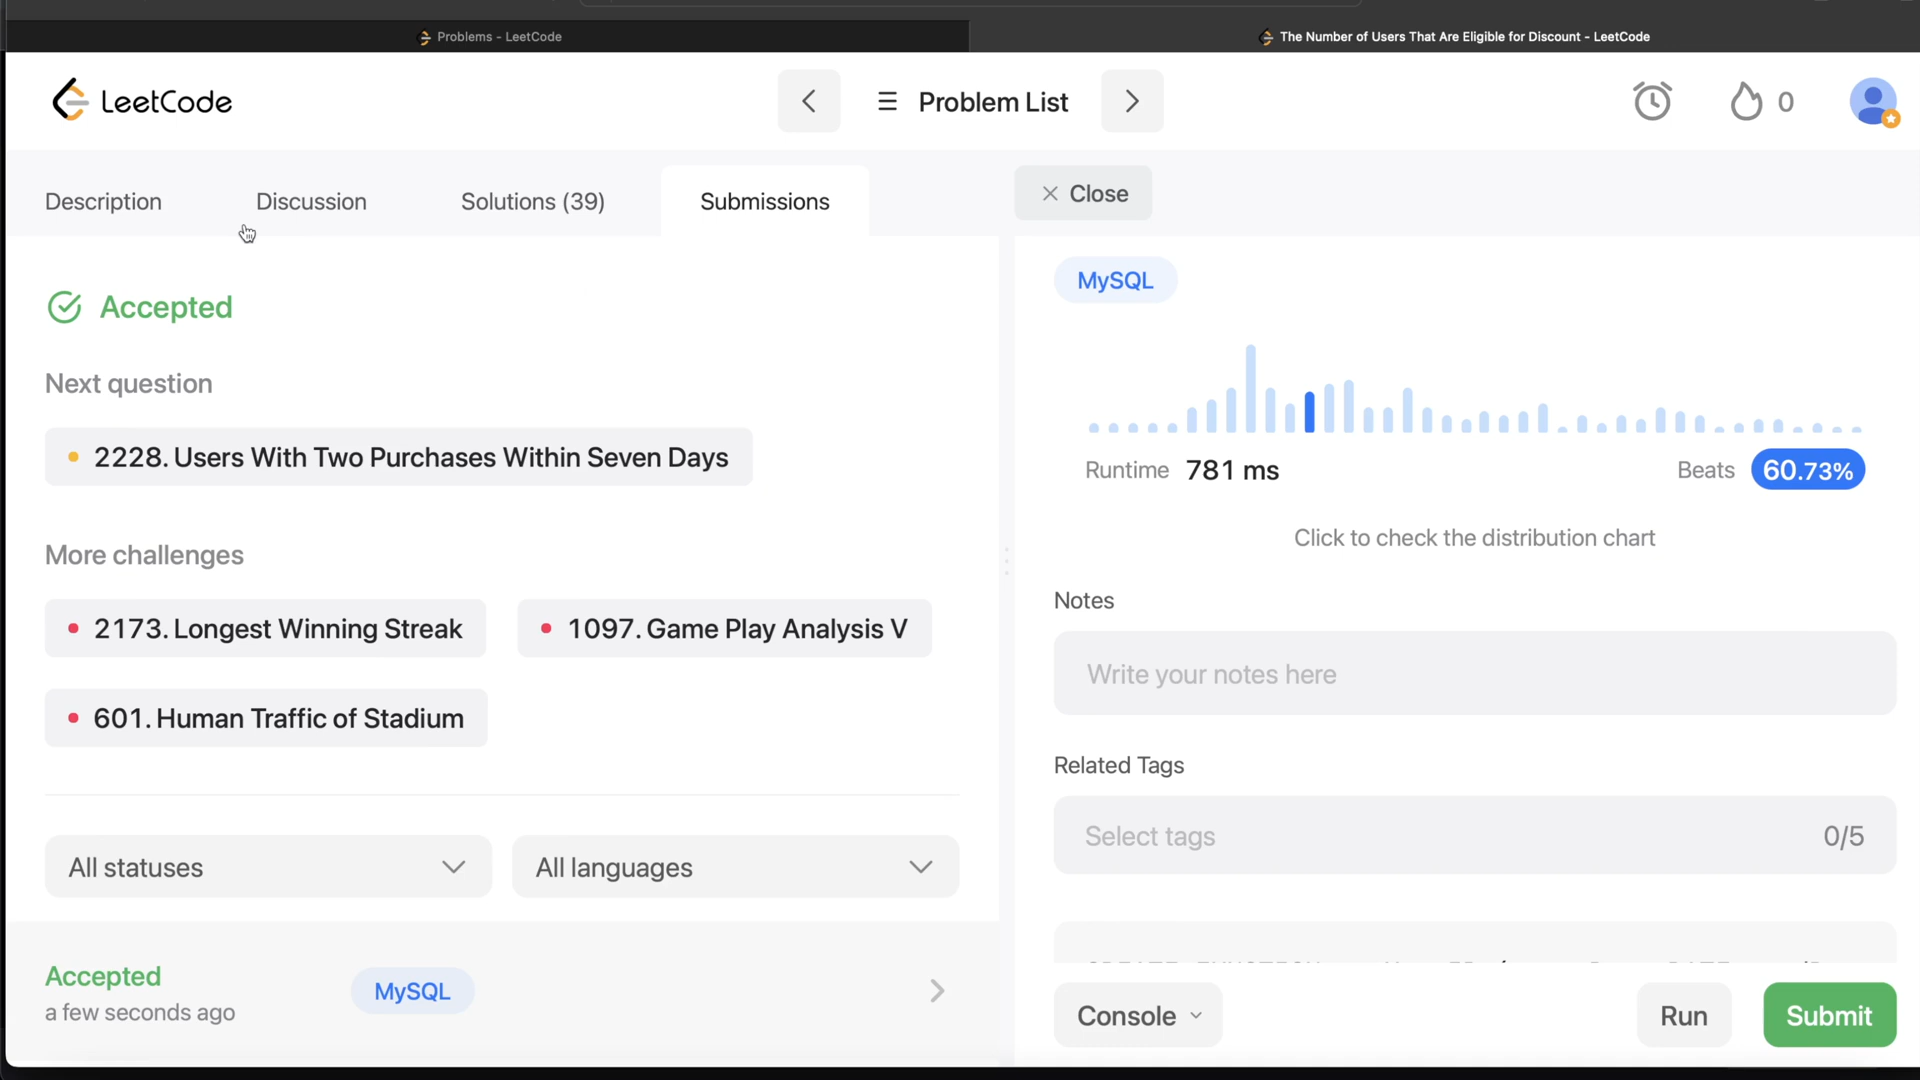 Problems - LeetCode
The Number of Users That Are Eligible for Discount - LeetCode
LeetCode
Problem List
0
Description
Discussion
Solutions (39)
Submissions
Close
Accepted
Next question
2228. Users With Two Purchases Within Seven Days
More challenges
2173. Longest Winning Streak
1097. Game Play Analysis V
601. Human Traffic of Stadium
All statuses
All languages
Accepted
a few seconds ago
MySQL
MySQL
Runtime 781 ms
Beats 60.73%
Click to check the distribution chart
Notes
Write your notes here
Related Tags
Select tags
0/5
Console
Run
Submit